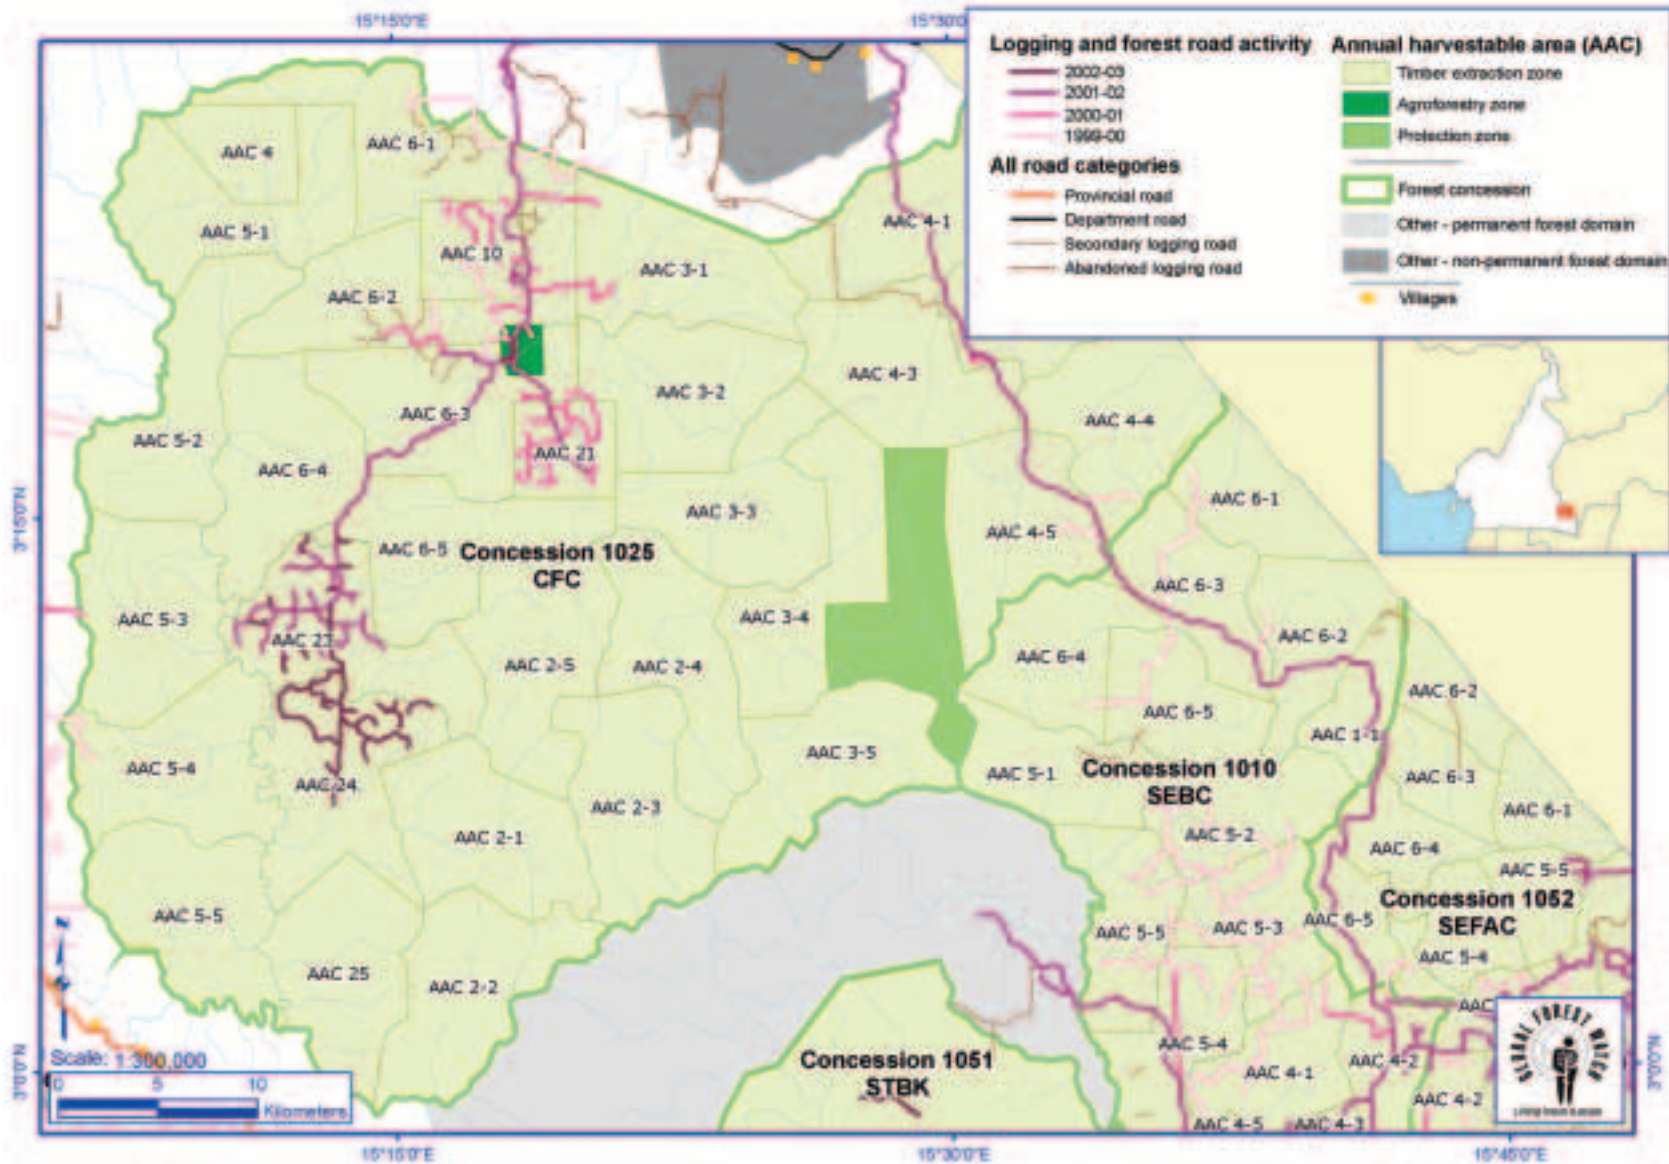 15°15'0"E
15°30'0
Logging and forest road activity
2002-03
2001-02
2000-01
1999-00
All road categories
Provincial road
Department road
Secondary logging road
Abandoned logging road
Annual harvestable area (AAC)
Timber extraction zone
Agroforestry zone
Protection zone
Forest concession
Other - permanent forest domain
Other - non-permanent forest domain
Villages
AAC 4
AAC 6-1
AAC 5-1
AAC 10
AAC 3-1
AAC 4-1
AAC 6-2
AAC 4-3
AAC 3-2
AAC 6-3
AAC 4-4
AAC 5-2
AAC 6-4
AAC 21
AAC 6-1
AAC 3-3
AAC 4-5
3°15'0"N
3°15'0"N
AAC 6-5
Concession 1025
CFC
AAC 6-3
AAC 5-3
AAC 23
AAC 3-4
AAC 6-2
AAC 2-5
AAC 2-4
AAC 6-4
AAC 6-2
AAC 6-5
AAC 1-1
AAC 5-4
AAC 24
AAC 3-5
AAC 5-1
Concession 1010
SEBC
AAC 6-3
AAC 2-3
AAC 2-1
AAC 5-2
AAC 6-1
AAC 6-4
AAC 5-5
AAC 5-5
Concession 1052
SEFAC
AAC 5-5
AAC 5-3
AAC 6-5
AAC 5-4
AAC 25
AAC 2-2
AAC
Concession 1051
STBK
AAC 5-4
AAC 4-1
AAC 4-2
AAC 4-2
AAC 4-5
AAC 4-3
Scale: 1:300,000
0 5 10
Kilometers
N
GLOBAL FOREST WATCH
3°0'0"N
3°0'0"N
15°15'0"E
15°30'0"E
15°45'0"E